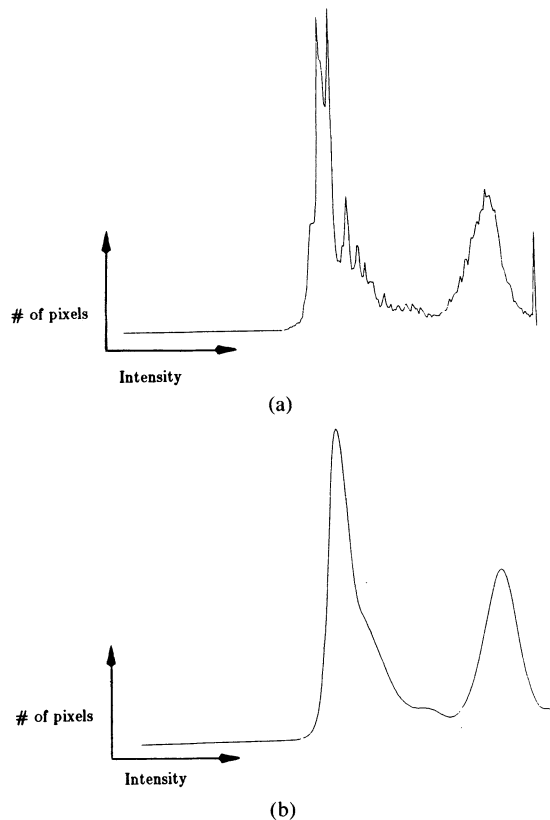 # of pixels
Intensity
(a)
# of pixels
Intensity
(b)